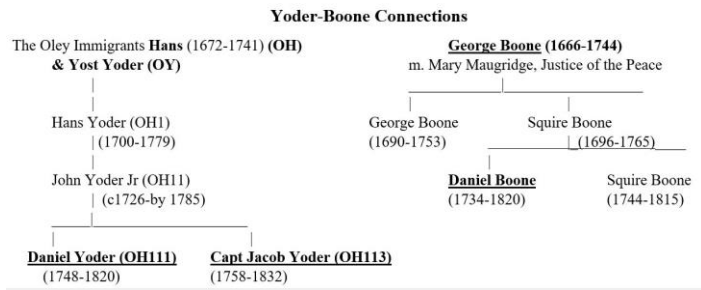 Yoder-Boone Connections
The Oley Immigrants Hans (1672-1741) (OH)
& Yost Yoder (OY)
George Boone (1666-1744)
m. Mary Maugridge, Justice of the Peace
Hans Yoder (OH1)
(1700-1779)
George Boone
(1690-1753)
Squire Boone
(1696-1765)
John Yoder Jr (OH11)
(c1726-by 1785)
Daniel Boone
(1734-1820)
Squire Boone
(1744-1815)
Daniel Yoder (OH111)
(1748-1820)
Capt Jacob Yoder (OH113)
(1758-1832)